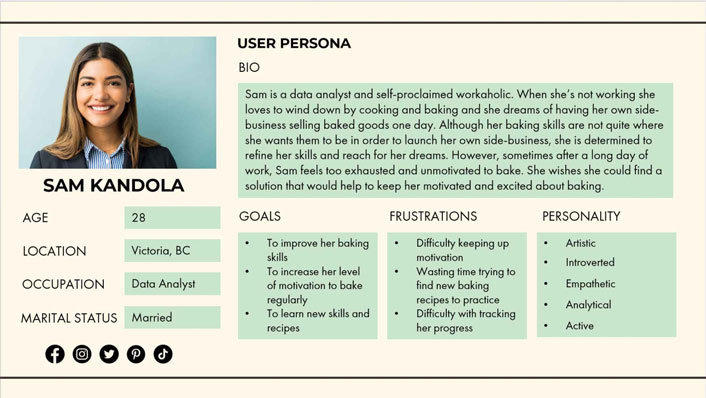 USER PERSONA
BIO
Sam is a data analyst and self-proclaimed workaholic. When she's not working she
loves to wind down by cooking and baking and she dreams of having her own side-
business selling baked goods one day. Although her baking skills are not quite where
she wants them to be in order to launch her own side-business, she is determined to
refine her skills and reach for her dreams. However, sometimes after a long day of
work, Sam feels too exhausted and unmotivated to bake. She wishes she could find a
solution that would help to keep her motivated and excited about baking.
SAM KANDOLA
AGE 28
LOCATION Victoria, BC
OCCUPATION Data Analyst
MARITAL STATUS Married
GOALS
• To improve her baking
skills
• To increase her level
of motivation to bake
regularly
• To learn new skills and
recipes
FRUSTRATIONS
• Difficulty keeping up
motivation
• Wasting time trying to
find new baking
recipes to practice
• Difficulty with tracking
her progress
PERSONALITY
• Artistic
• Introverted
• Empathetic
• Analytical
• Active